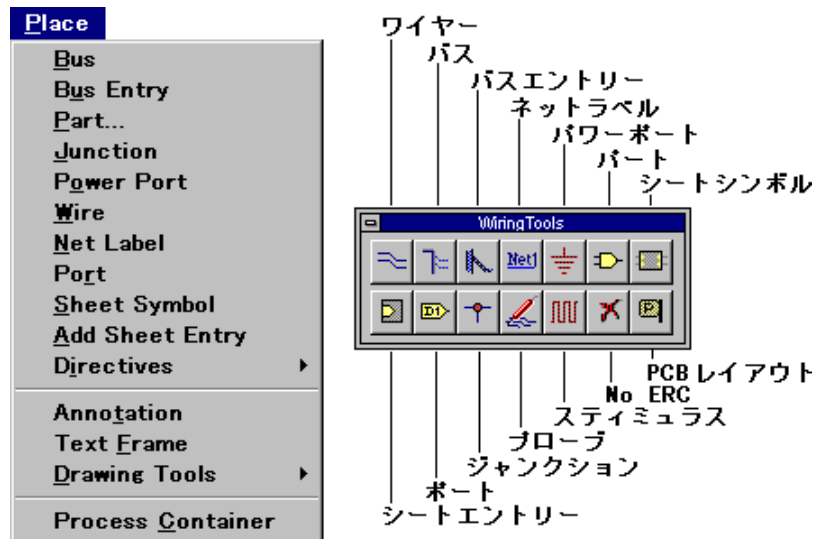 Place
Bus
Bus Entry
Part...
Junction
Power Port
Wire
Net Label
Port
Sheet Symbol
Add Sheet Entry
Directives
Annotation
Text Frame
Drawing Tools
Process Container
ワイヤー
バス
バスエントリー
ネットラベル
パワーポート
パート
シートシンボル
WiringTools
Net1
D1
P
PCB レイアウト
No ERC
スティミュラス
プローブ
ジャンクション
ポート
シートエントリー